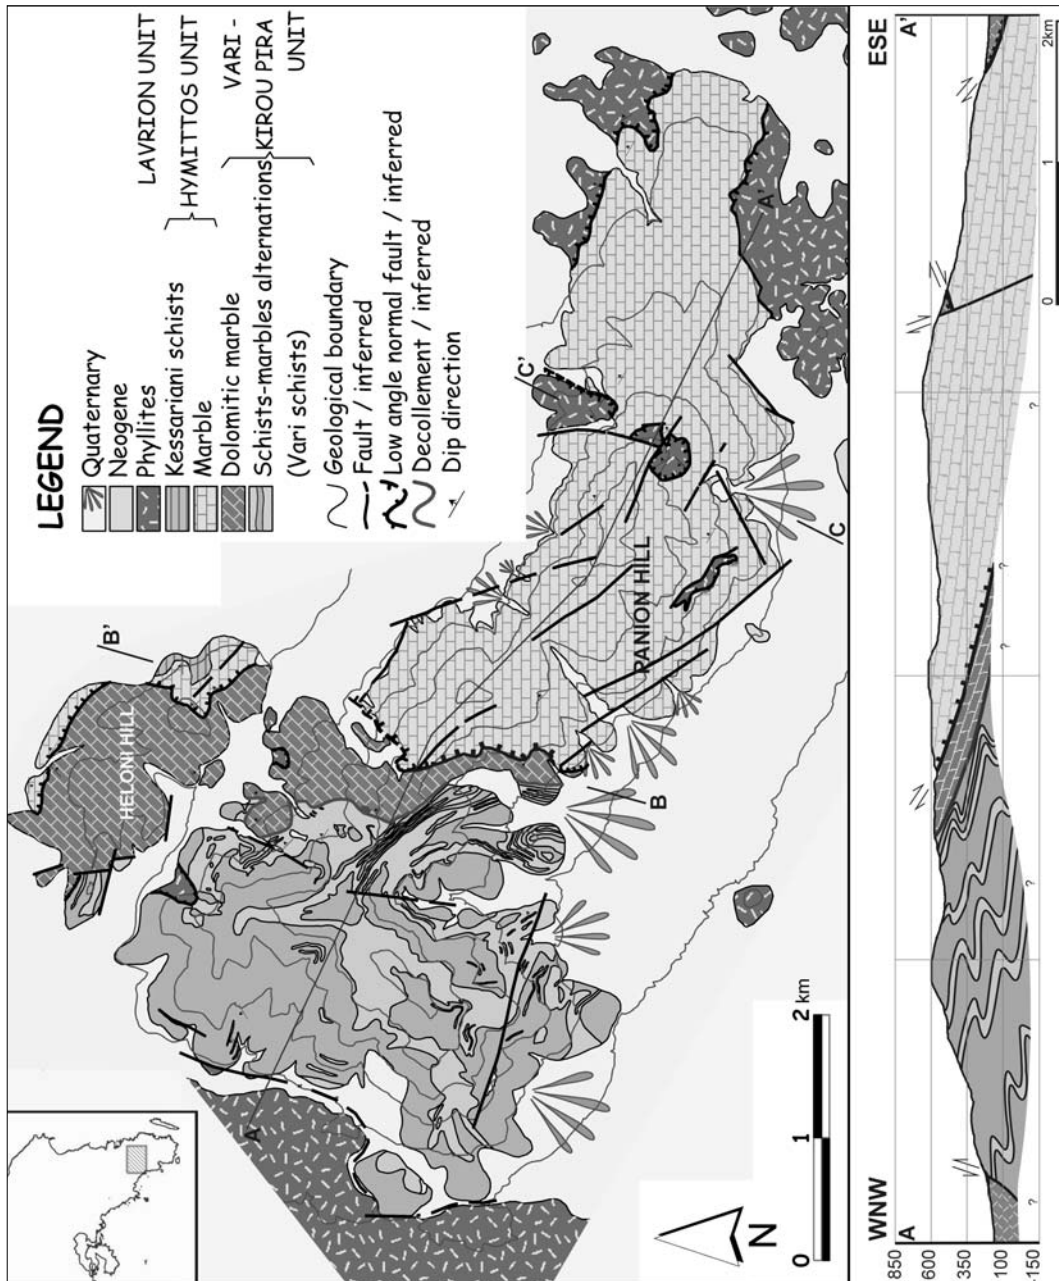 LEGEND
Quaternary
Neogene
Phyllites
LAVRION UNIT
Kessariani schists
Marble
HYMITTOS UNIT
Dolomitic marble
Schists-marbles alternations
(Vari schists)
VARI -
KIROU PIRA
UNIT
Geological boundary
Fault / inferred
Low angle normal fault / inferred
Decollement / inferred
Dip direction
HELONI HILL
PANION HILL
A
A'
B
B'
C
C'
N
0
1
2 km
WNW
ESE
A
A'
850
600
350
100
-150
?
?
?
?
?
0
1
2km